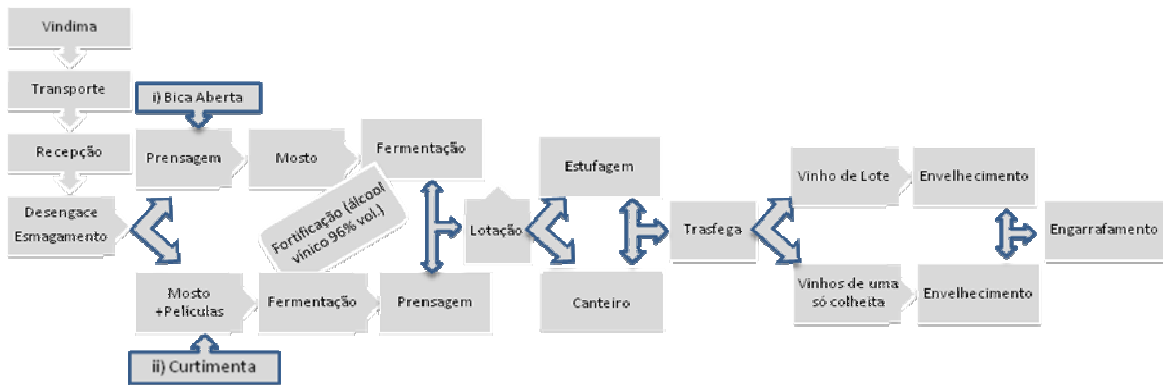 Vindima
Transporte
Recepção
Desengace
Esmagamento
i) Bica Aberta
Prensagem
Mosto
Fermentação
Fortificação (álcool
vínico 96% vol.)
Mosto
+Películas
Fermentação
Prensagem
ii) Curtimenta
Lotação
Estufagem
Canteiro
Trasfega
Vinho de Lote
Envelhecimento
Vinhos de uma
só colheita
Envelhecimento
Engarrafamento